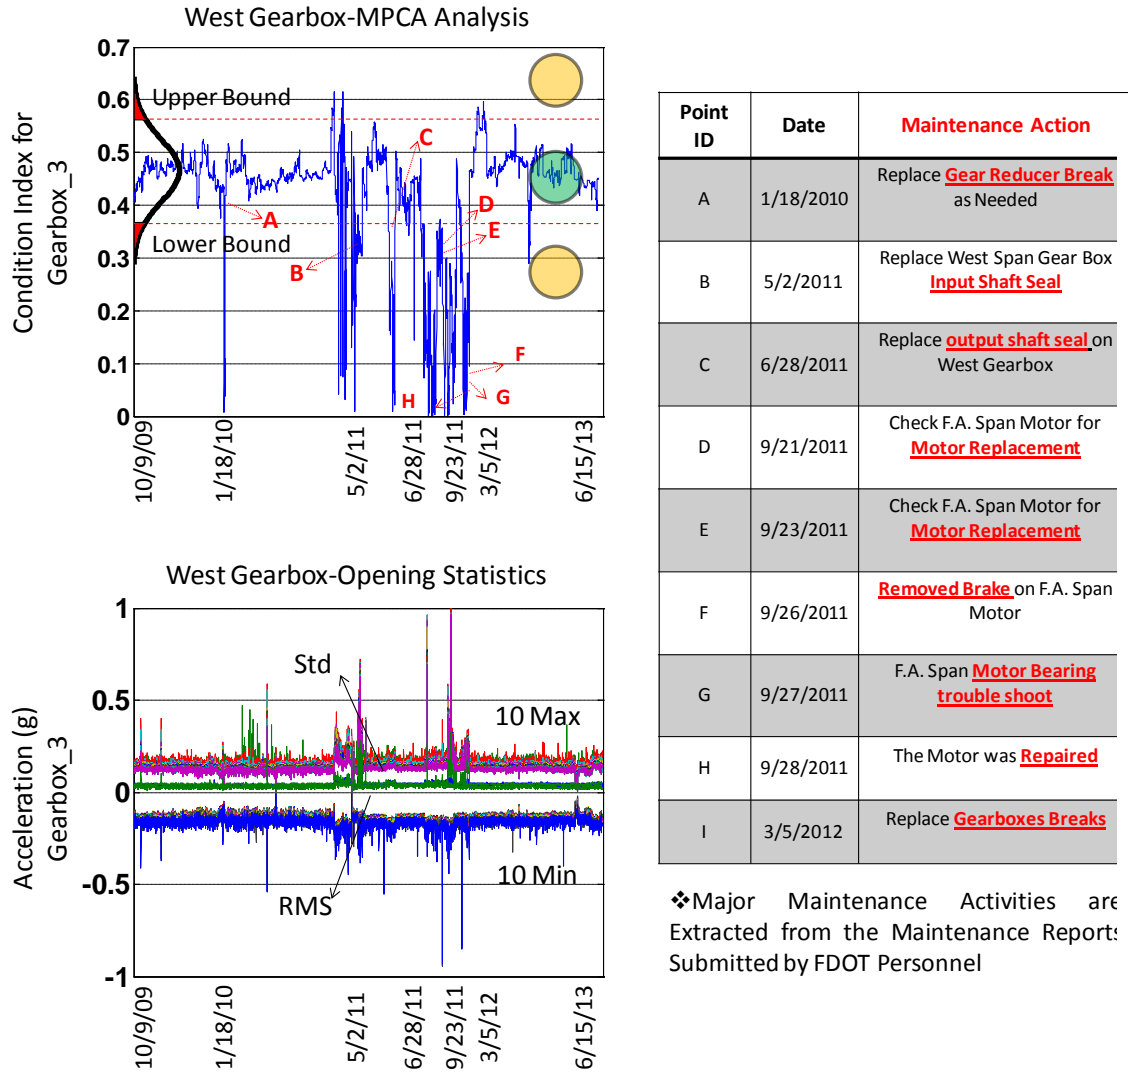 West Gearbox-MPCA Analysis
Condition Index for
Gearbox_3
0.7
0.6
0.5
0.4
0.3
0.2
0.1
0
Upper Bound
Lower Bound
A
B
C
D
E
F
G
H
10/9/09
1/18/10
5/2/11
6/28/11
9/23/11
3/5/12
6/15/13
West Gearbox-Opening Statistics
Acceleration (g)
Gearbox_3
1
0.5
0
-0.5
-1
Std
10 Max
10 Min
RMS
10/9/09
1/18/10
5/2/11
6/28/11
9/23/11
3/5/12
6/15/13
Point ID Date Maintenance Action
A 1/18/2010 Replace Gear Reducer Break
as Needed
B 5/2/2011 Replace West Span Gear Box
Input Shaft Seal
C 6/28/2011 Replace output shaft seal on
West Gearbox
D 9/21/2011 Check F.A. Span Motor for
Motor Replacement
E 9/23/2011 Check F.A. Span Motor for
Motor Replacement
F 9/26/2011 Removed Brake on F.A. Span
Motor
G 9/27/2011 F.A. Span Motor Bearing
trouble shoot
H 9/28/2011 The Motor was Repaired
I 3/5/2012 Replace Gearboxes Breaks
❖Major Maintenance Activities are
Extracted from the Maintenance Reports
Submitted by FDOT Personnel